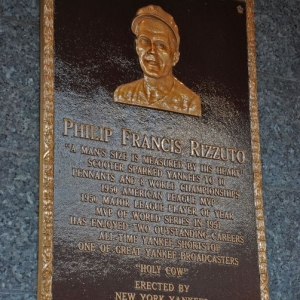 PHILIP FRANCIS RIZZUTO
"A MAN'S SIZE IS MEASURED BY HIS HEART"
SCOOTER SPARKED YANKEES TO 10
PENNANTS AND 8 WORLD CHAMPIONSHIPS
1950 AMERICAN LEAGUE MVP
1950 MAJOR LEAGUE PLAYER OF YEAR
MVP OF WORLD SERIES IN 1951
HAS ENJOYED TWO OUTSTANDING CAREERS
ALL-TIME YANKEE SHORTSTOP
ONE OF GREAT YANKEE BROADCASTERS
"HOLY COW"
ERECTED BY
NEW YORK YANKEES